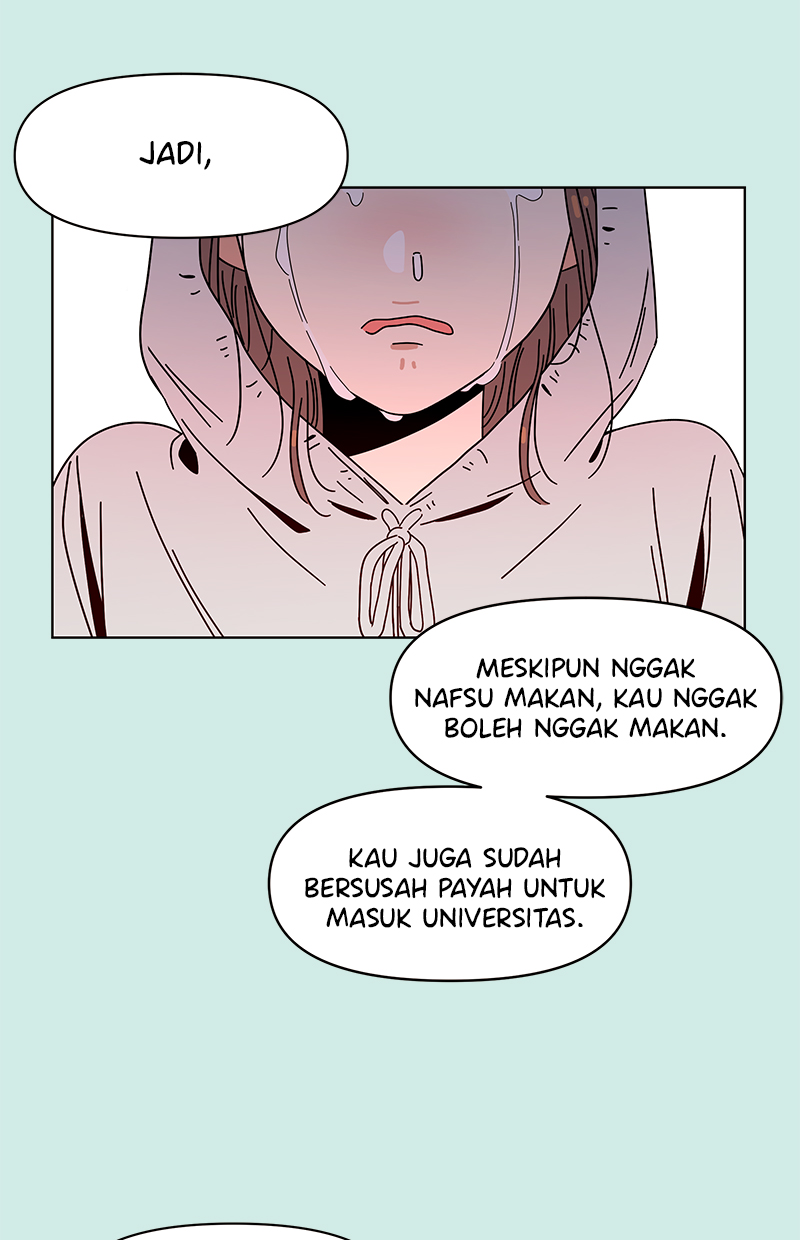 JADI,
MESKIPUN NGGAK
NAFSU MAKAN, KAU NGGAK
BOLEH NGGAK MAKAN.
KAU JUGA SUDAH
BERSUSAH PAYAH UNTUK
MASUK UNIVERSITAS.